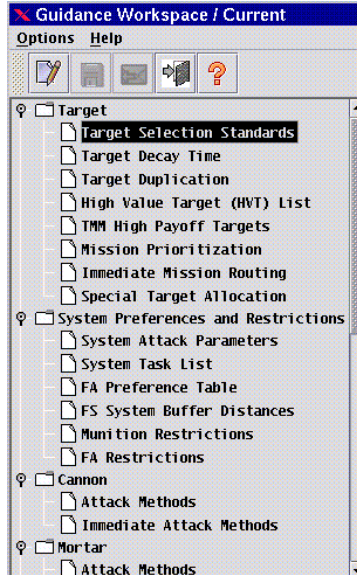 Guidance Workspace / Current
Options Help
?
Target
Target Selection Standards
Target Decay Time
Target Duplication
High Value Target (HVT) List
TMM High Payoff Targets
Mission Prioritization
Immediate Mission Routing
Special Target Allocation
System Preferences and Restrictions
System Attack Parameters
System Task List
FA Preference Table
FS System Buffer Distances
Munition Restrictions
FA Restrictions
Cannon
Attack Methods
Immediate Attack Methods
Mortar
Attack Methods